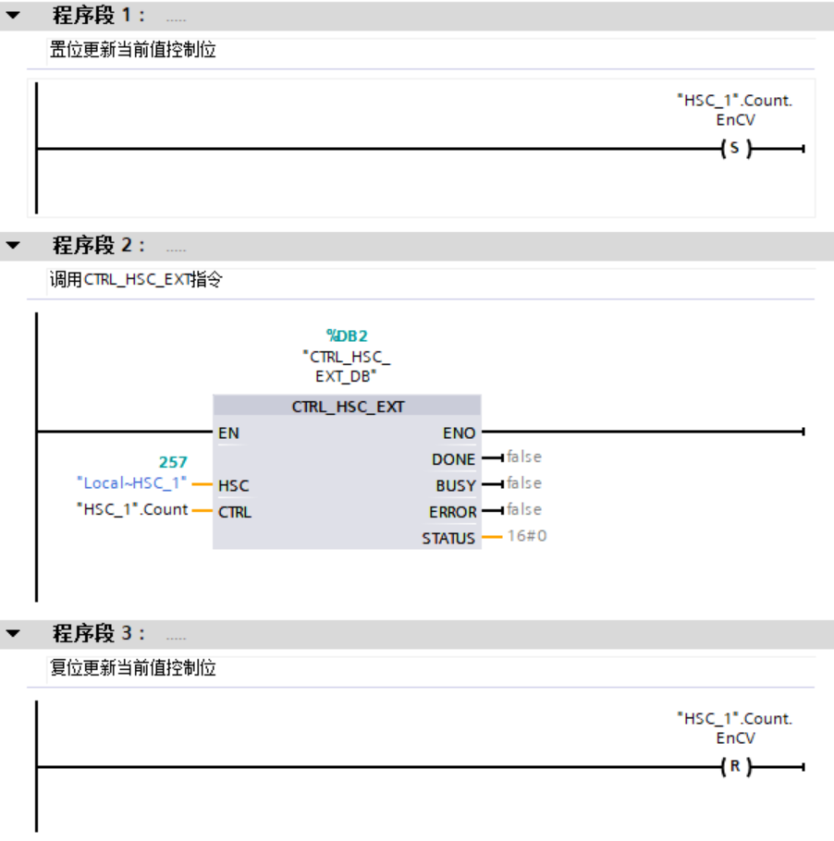 程序段 1： .....
置位更新当前值控制位
"HSC_1".Count.
EnCV
S
程序段 2： .....
调用CTRL_HSC_EXT指令
%DB2
"CTRL_HSC_
EXT_DB"
CTRL_HSC_EXT
EN ENO
DONE false
257
"Local~HSC_1" HSC BUSY false
"HSC_1".Count CTRL ERROR false
STATUS 16#0
程序段 3： .....
复位更新当前值控制位
"HSC_1".Count.
EnCV
R